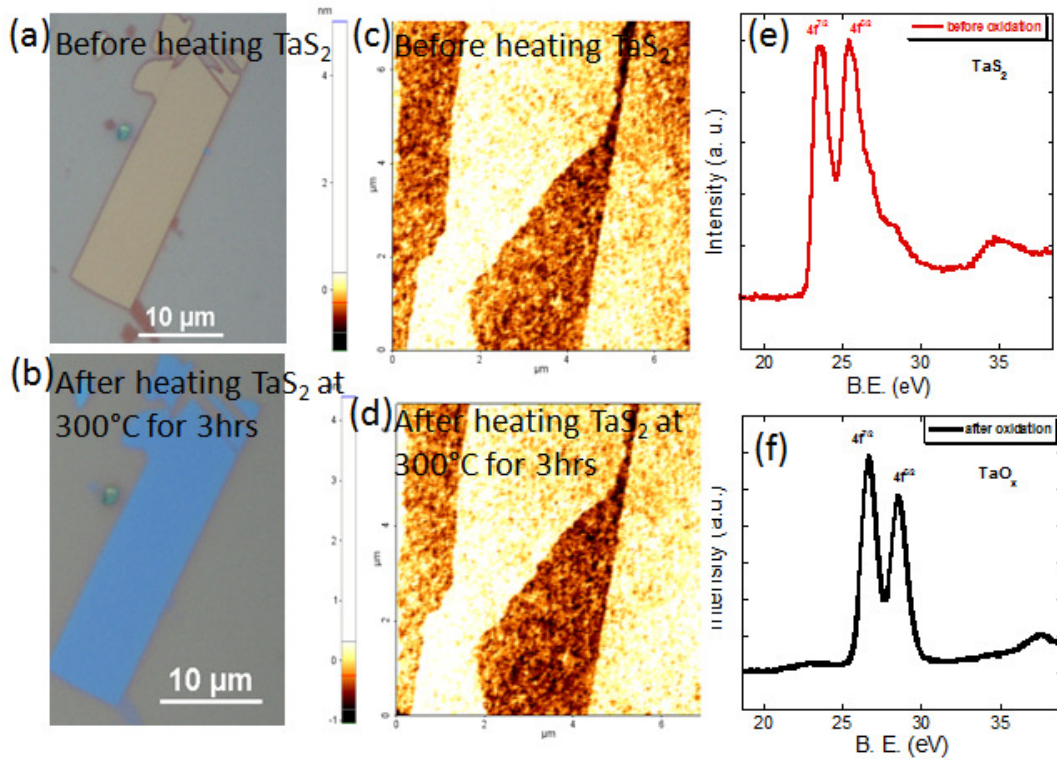 (a) Before heating TaS₂
10 µm
(b) After heating TaS₂ at
300°C for 3hrs
10 µm
nm
4
2
0
4
3
2
1
0
-1
(c) Before heating TaS₂
µm
6
4
2
0
0 2 4 6
µm
(d) After heating TaS₂ at
300°C for 3hrs
µm
4
2
0
0 2 4 6
µm
(e) 4f⁷/² 4f⁵/² before oxidation
TaS₂
Intensity (a. u.)
20 25 30 35
B.E. (eV)
(f) 4f⁷/² 4f⁵/² after oxidation
TaOₓ
Intensity (a.u.)
20 25 30 35
B. E. (eV)